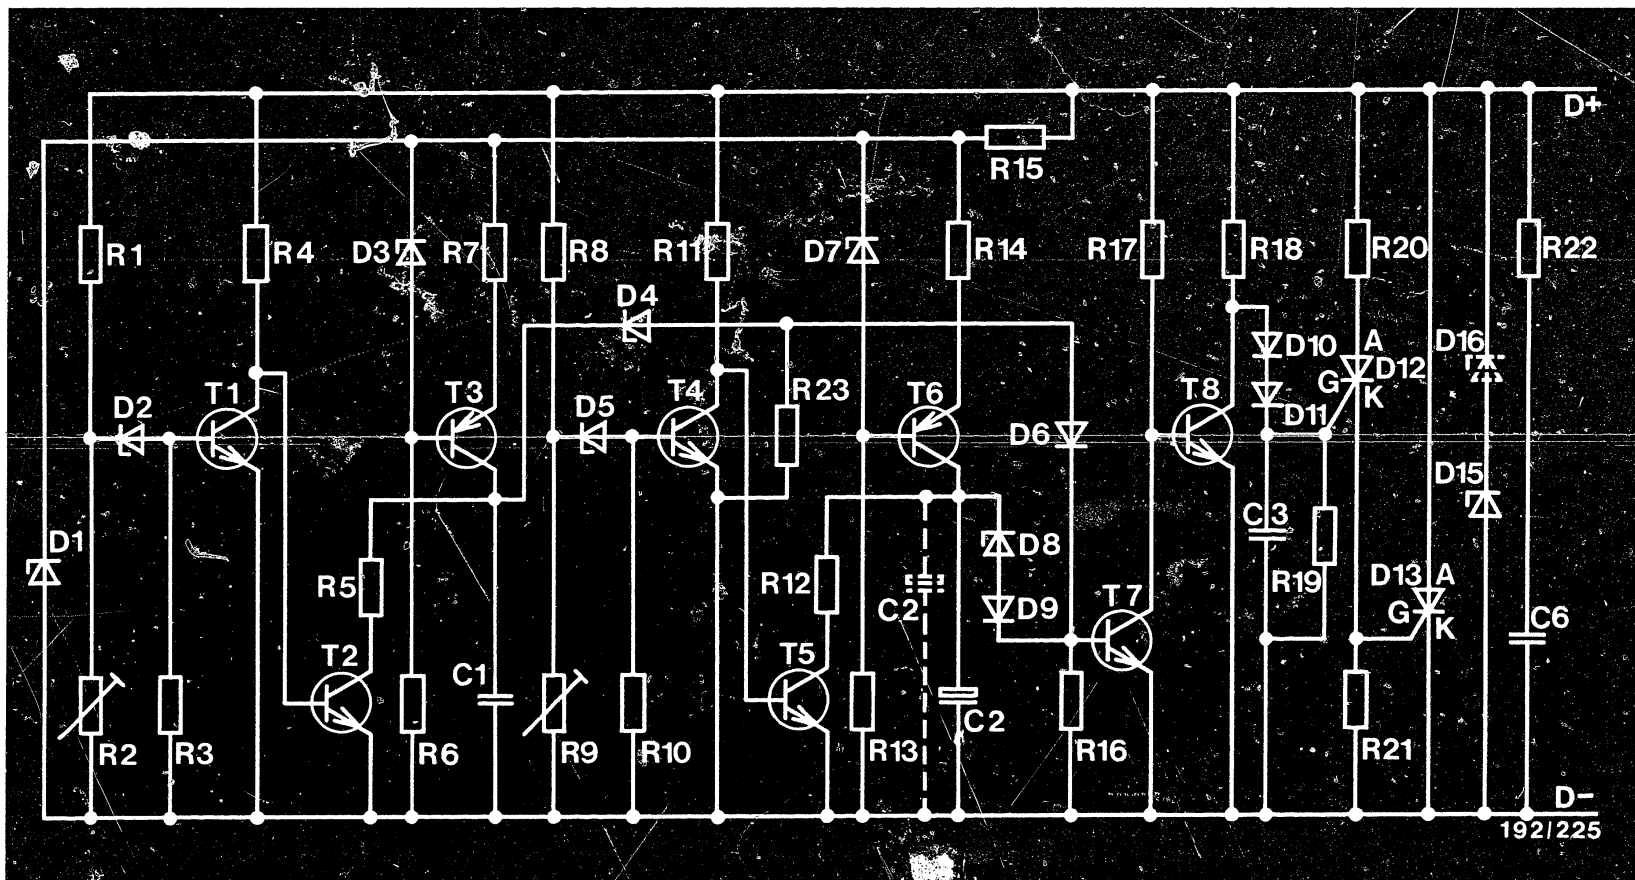 D+
R15
R1
R4
D3
R7
R8
R11
D7
R14
R17
R18
R20
R22
D4
D10
A
D12
G
K
D16
T1
T3
T4
R23
T6
T8
D11
D2
D5
D6
D15
C3
D1
D8
R5
R12
C2
D9
T7
R19
D13
A
G
K
C6
T2
C1
T5
C2
R2
R3
R6
R9
R10
R13
R16
R21
D-
192/225